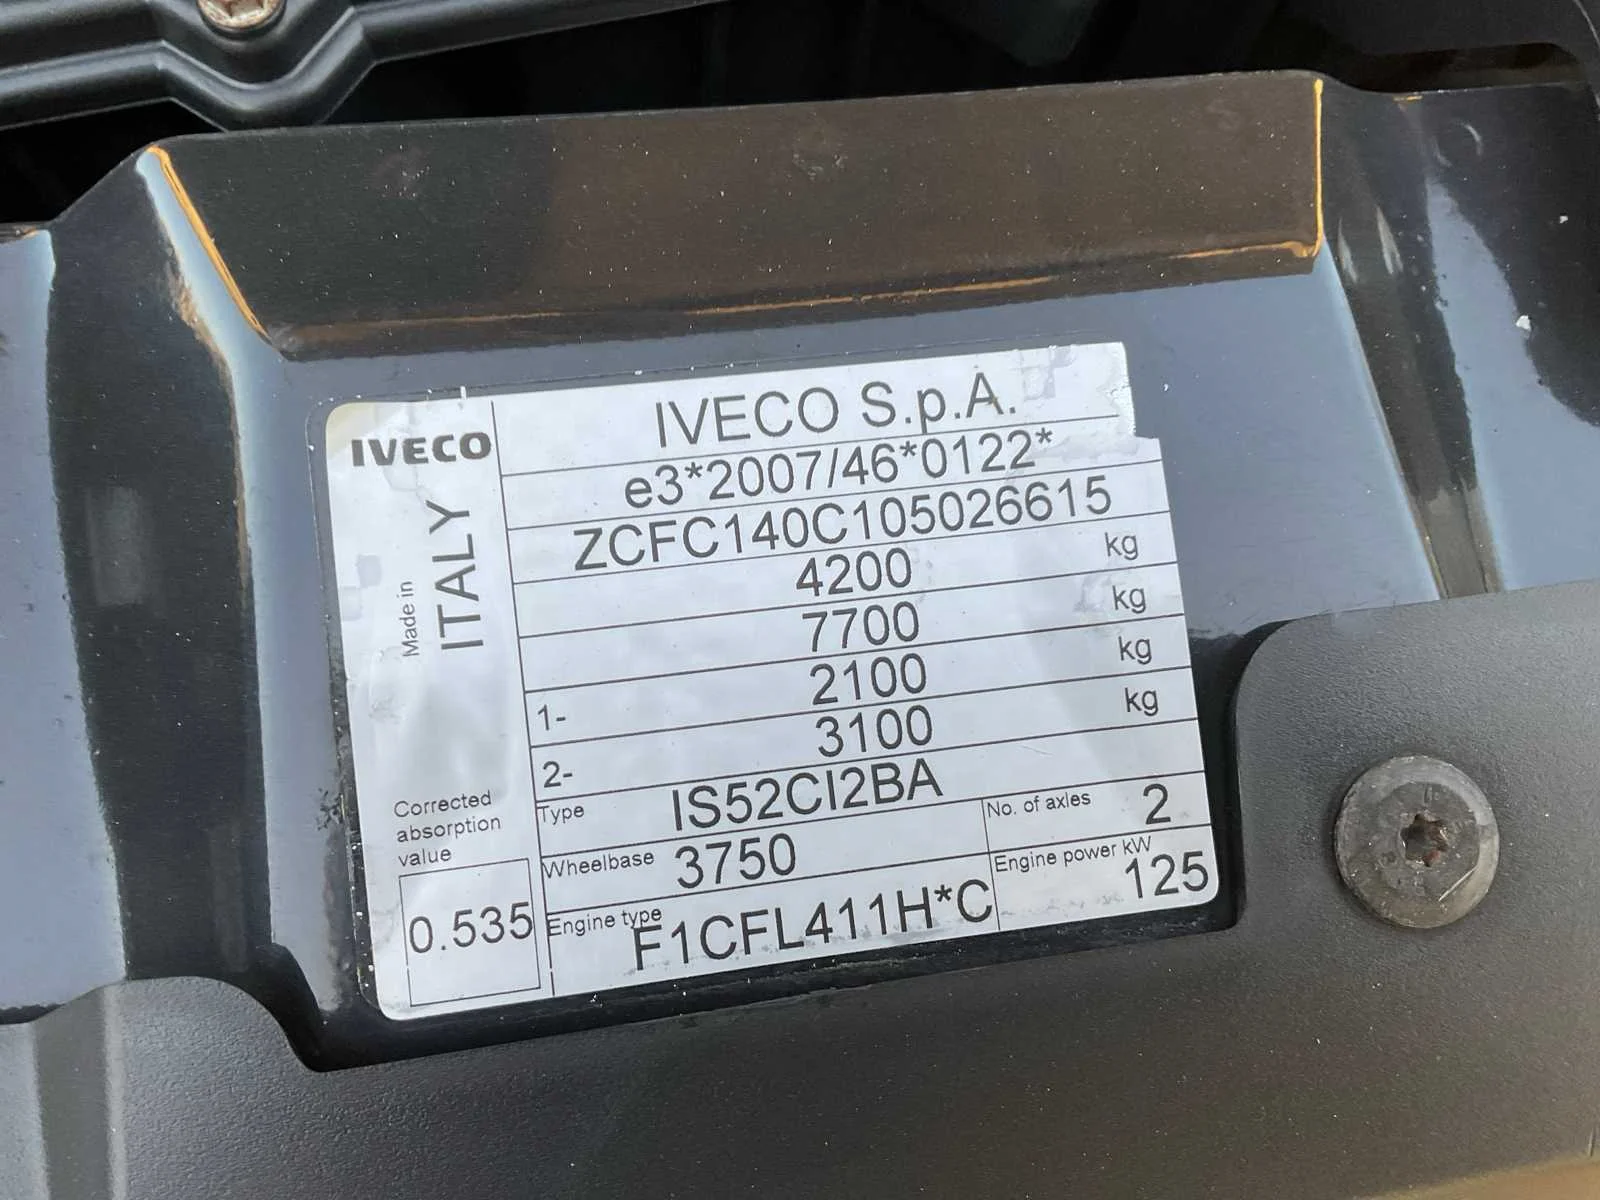 IVECO
Made in
ITALY
Corrected
absorption
value
0.535
IVECO S.p.A.
e3*2007/46*0122*
ZCFC140C105026615
4200 kg
7700 kg
1- 2100 kg
2- 3100 kg
Type IS52CI2BA
Wheelbase 3750 No. of axles 2
Engine type F1CFL411H*C Engine power kW 125